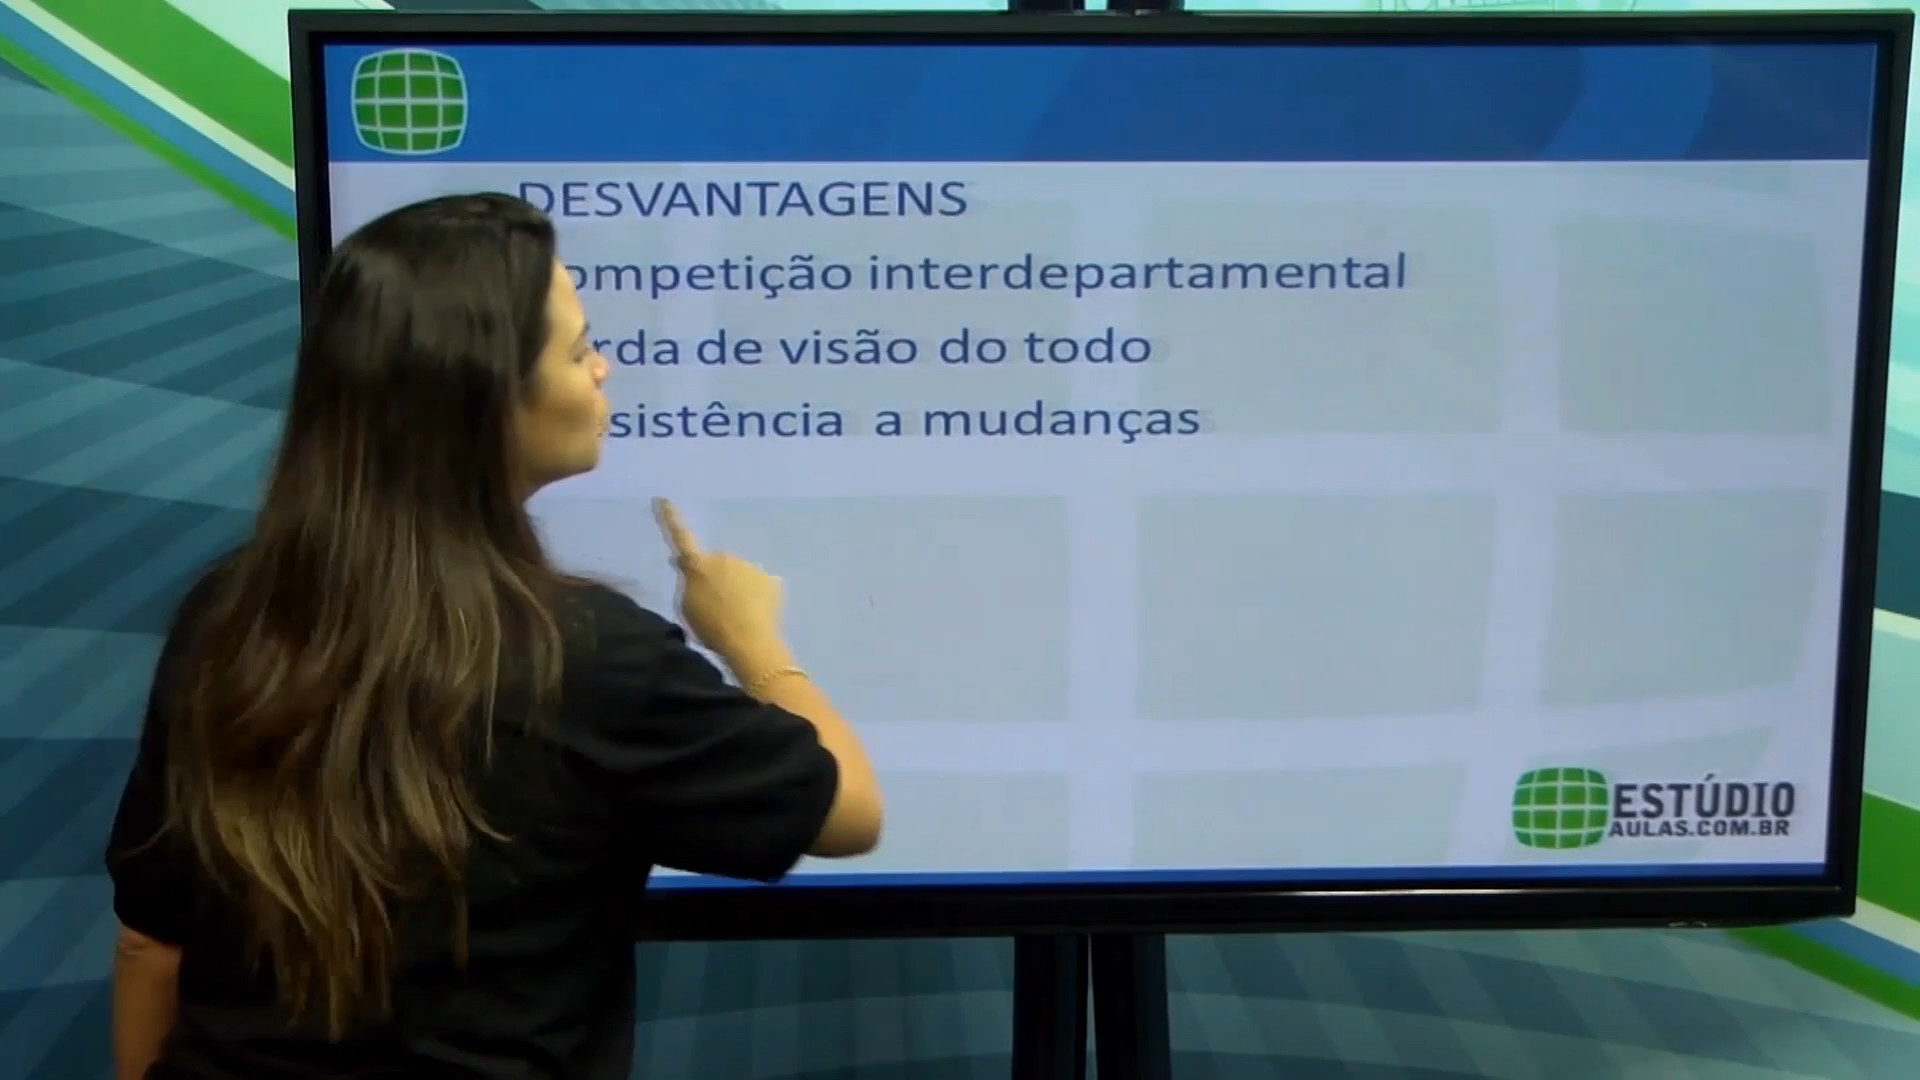 DESVANTAGENS
ompetição interdepartamental
rda de visão do todo
sistência a mudanças
ESTÚDIO
AULAS.COM.BR